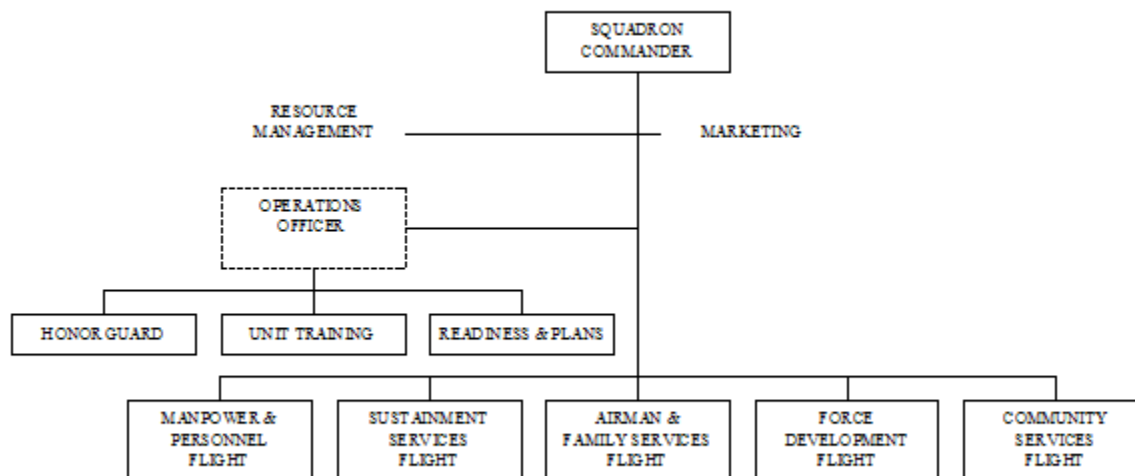 SQUADRON
COMMANDER
RESOURCE
MANAGEMENT
MARKETING
OPERATIONS
OFFICER
HONOR GUARD
UNIT TRAINING
READINESS & PLANS
MANPOWER &
PERSONNEL
FLIGHT
SUSTAINMENT
SERVICES
FLIGHT
AIRMAN &
FAMILY SERVICES
FLIGHT
FORCE
DEVELOPMENT
FLIGHT
COMMUNITY
SERVICES
FLIGHT